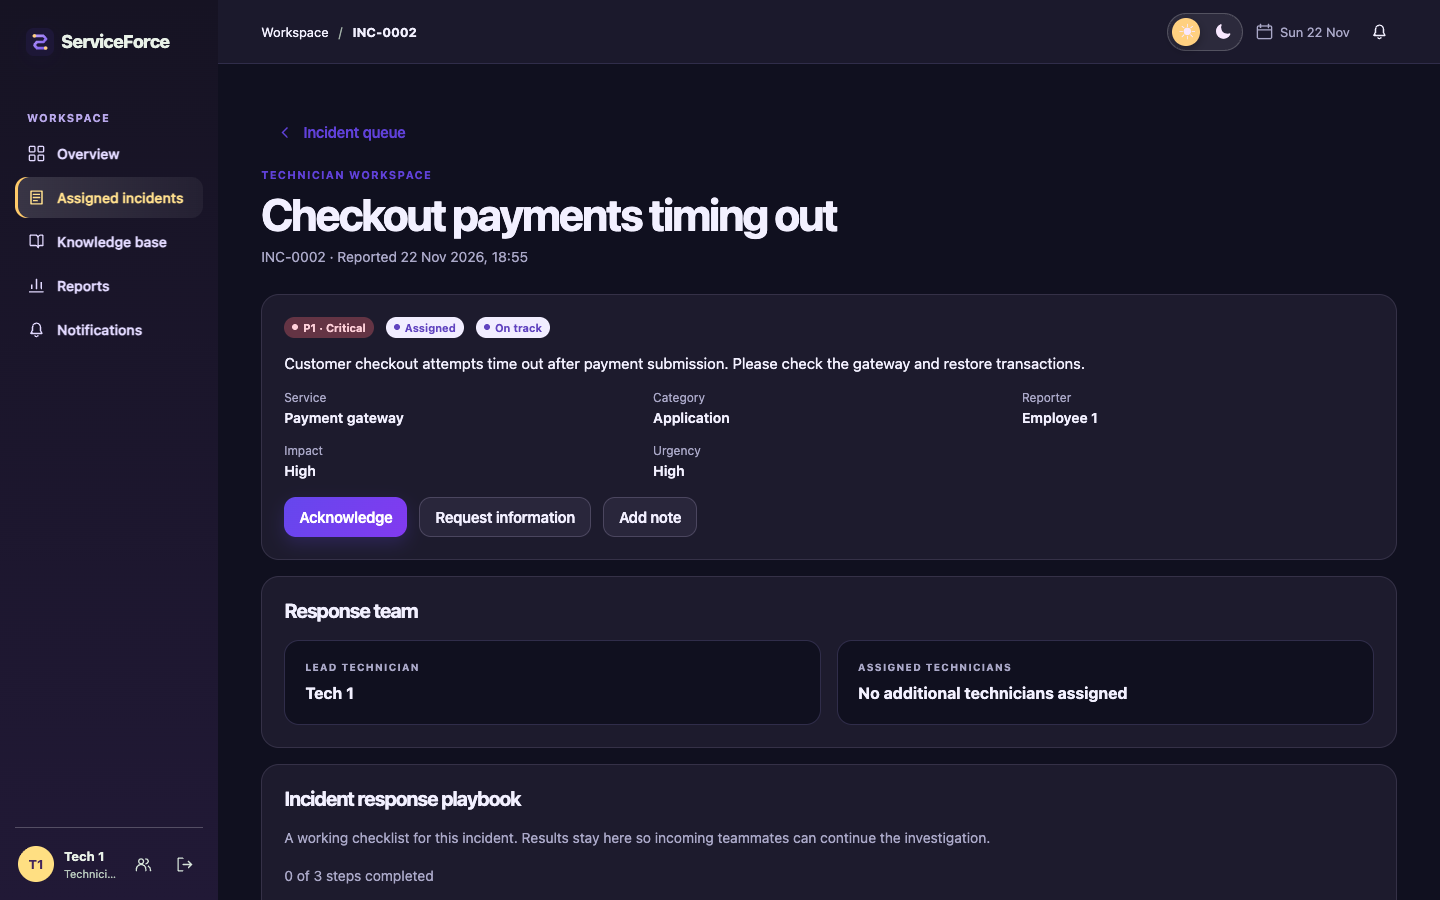 ServiceForce
WORKSPACE
Overview
Assigned incidents
Knowledge base
Reports
Notifications
T1
Tech 1
Technici...
Workspace / INC-0002
Sun 22 Nov
Incident queue
TECHNICIAN WORKSPACE
Checkout payments timing out
INC-0002 · Reported 22 Nov 2026, 18:55
P1 · Critical
Assigned
On track
Customer checkout attempts time out after payment submission. Please check the gateway and restore transactions.
Service
Payment gateway
Category
Application
Reporter
Employee 1
Impact
High
Urgency
High
Acknowledge
Request information
Add note
Response team
LEAD TECHNICIAN
Tech 1
ASSIGNED TECHNICIANS
No additional technicians assigned
Incident response playbook
A working checklist for this incident. Results stay here so incoming teammates can continue the investigation.
0 of 3 steps completed